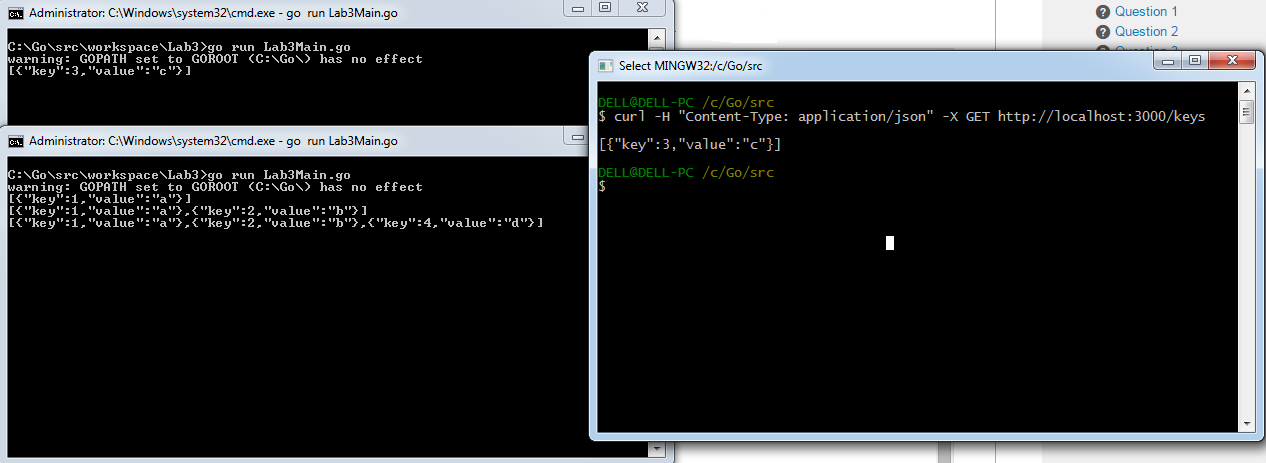 Administrator: C:\Windows\system32\cmd.exe - go  run Lab3Main.go
C:\Go\src\workspace\Lab3>go run Lab3Main.go
warning: GOPATH set to GOROOT (C:\Go\) has no effect
[{"key":3,"value":"c"}]
Administrator: C:\Windows\system32\cmd.exe - go  run Lab3Main.go
C:\Go\src\workspace\Lab3>go run Lab3Main.go
warning: GOPATH set to GOROOT (C:\Go\) has no effect
[{"key":1,"value":"a"}]
[{"key":1,"value":"a"},{"key":2,"value":"b"}]
[{"key":1,"value":"a"},{"key":2,"value":"b"},{"key":4,"value":"d"}]
Question 1
Question 2
Select MINGW32:/c/Go/src
DELL@DELL-PC /c/Go/src
$ curl -H "Content-Type: application/json" -X GET http://localhost:3000/keys
[{"key":3,"value":"c"}]
DELL@DELL-PC /c/Go/src
$